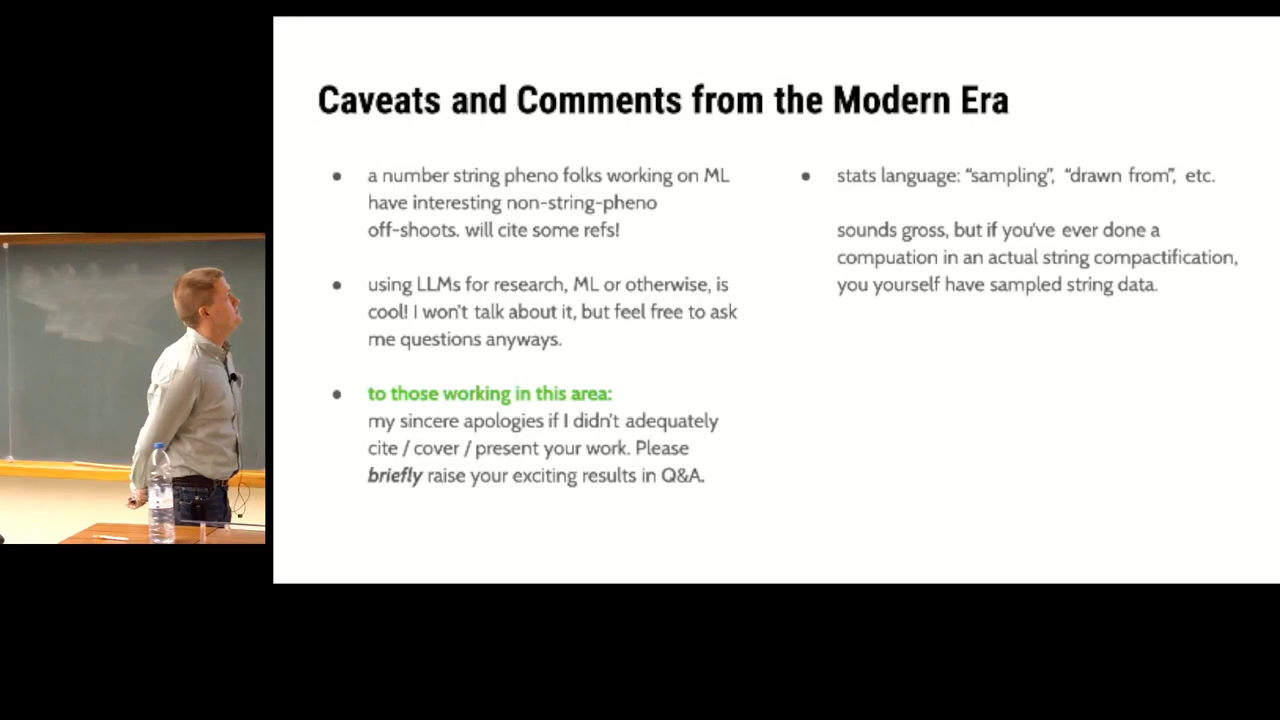 Caveats and Comments from the Modern Era
a number string pheno folks working on ML
have interesting non-string-pheno
off-shoots. will cite some refs!
using LLMs for research, ML or otherwise, is
cool! I won't talk about it, but feel free to ask
me questions anyways.
to those working in this area:
my sincere apologies if I didn't adequately
cite / cover / present your work. Please
briefly raise your exciting results in Q&A.
stats language: "sampling", "drawn from", etc.
sounds gross, but if you've ever done a
compuation in an actual string compactification,
you yourself have sampled string data.